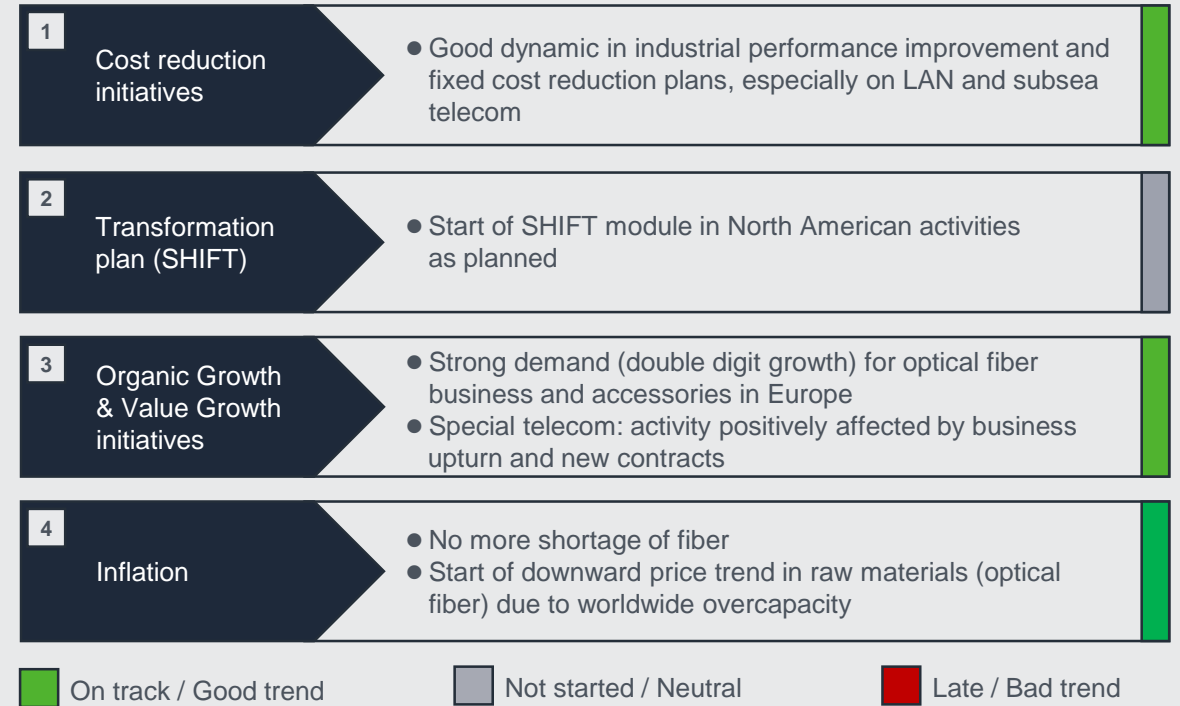 1
Cost reduction
initiatives
● Good dynamic in industrial performance improvement and
fixed cost reduction plans, especially on LAN and subsea
telecom
2
Transformation
plan (SHIFT)
● Start of SHIFT module in North American activities
as planned
3
Organic Growth
& Value Growth
initiatives
● Strong demand (double digit growth) for optical fiber
business and accessories in Europe
● Special telecom: activity positively affected by business
upturn and new contracts
4
Inflation
● No more shortage of fiber
● Start of downward price trend in raw materials (optical
fiber) due to worldwide overcapacity
On track / Good trend
Not started / Neutral
Late / Bad trend